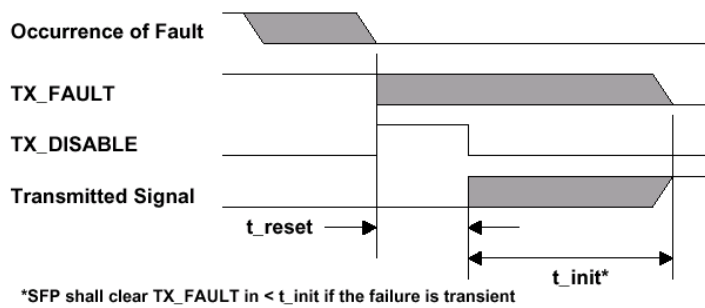 Occurrence of Fault
TX_FAULT
TX_DISABLE
Transmitted Signal
t_reset
t_init*
*SFP shall clear TX_FAULT in < t_init if the failure is transient